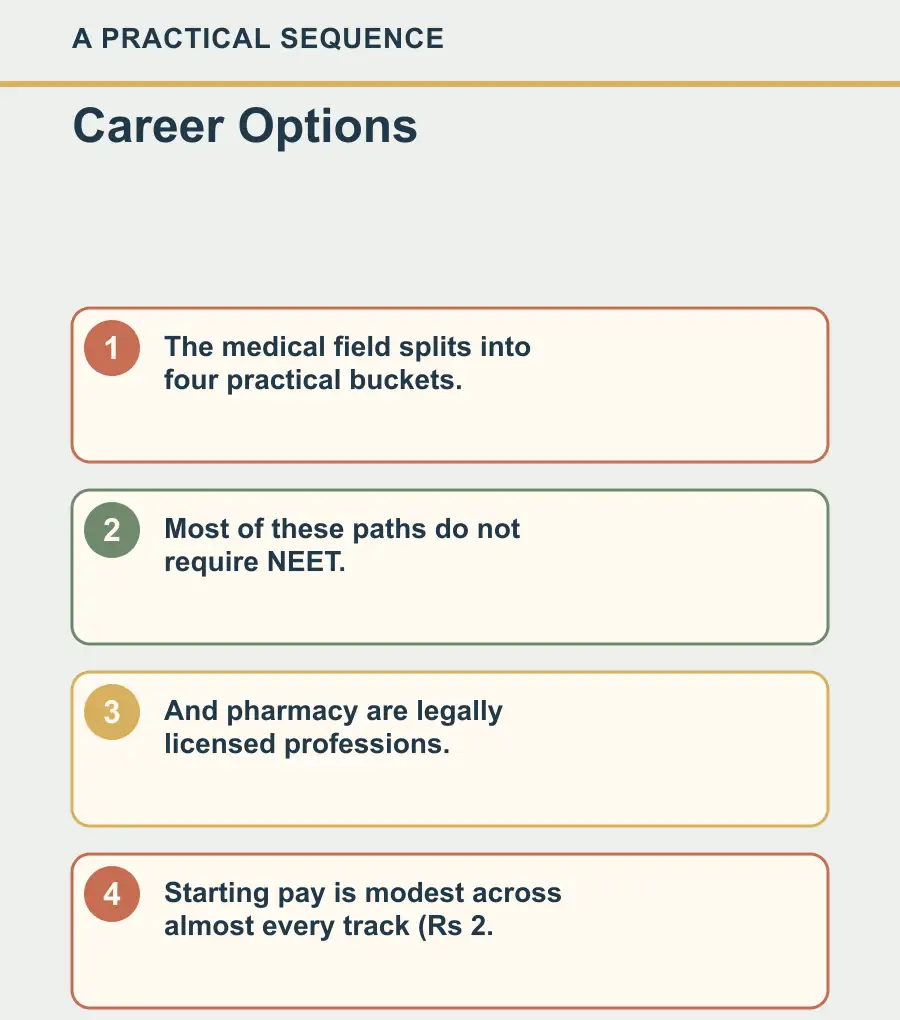 A PRACTICAL SEQUENCE
Career Options
1
The medical field splits into
four practical buckets.
2
Most of these paths do not
require NEET.
3
And pharmacy are legally
licensed professions.
4
Starting pay is modest across
almost every track (Rs 2.